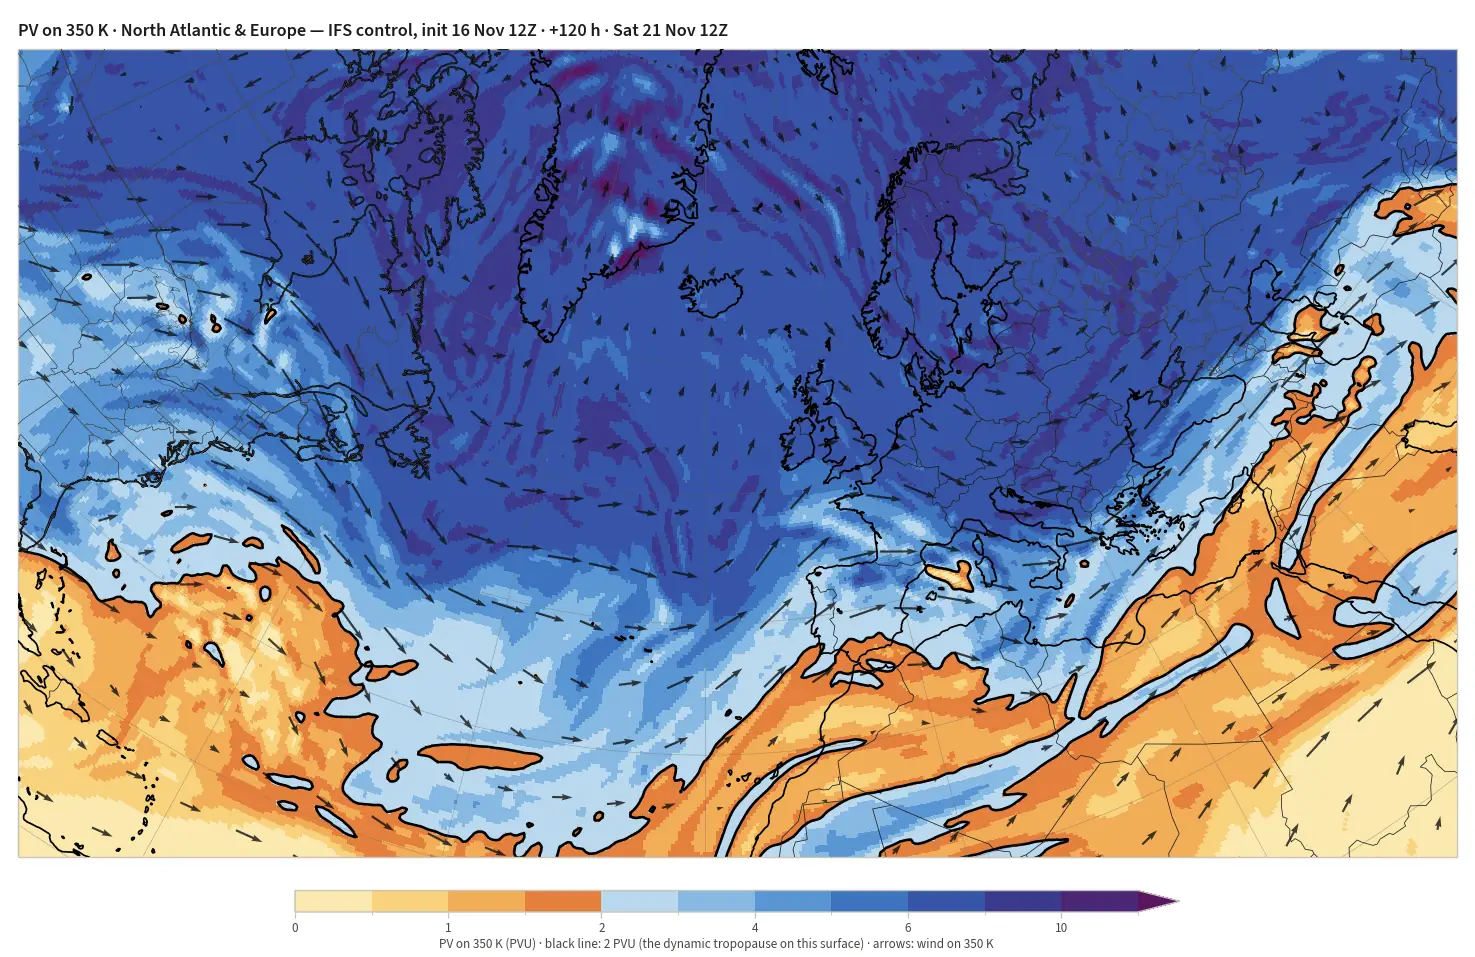 PV on 350 K · North Atlantic & Europe — IFS control, init 16 Nov 12Z · +120 h · Sat 21 Nov 12Z
0 1 2 4 6 10
PV on 350 K (PVU) · black line: 2 PVU (the dynamic tropopause on this surface) · arrows: wind on 350 K